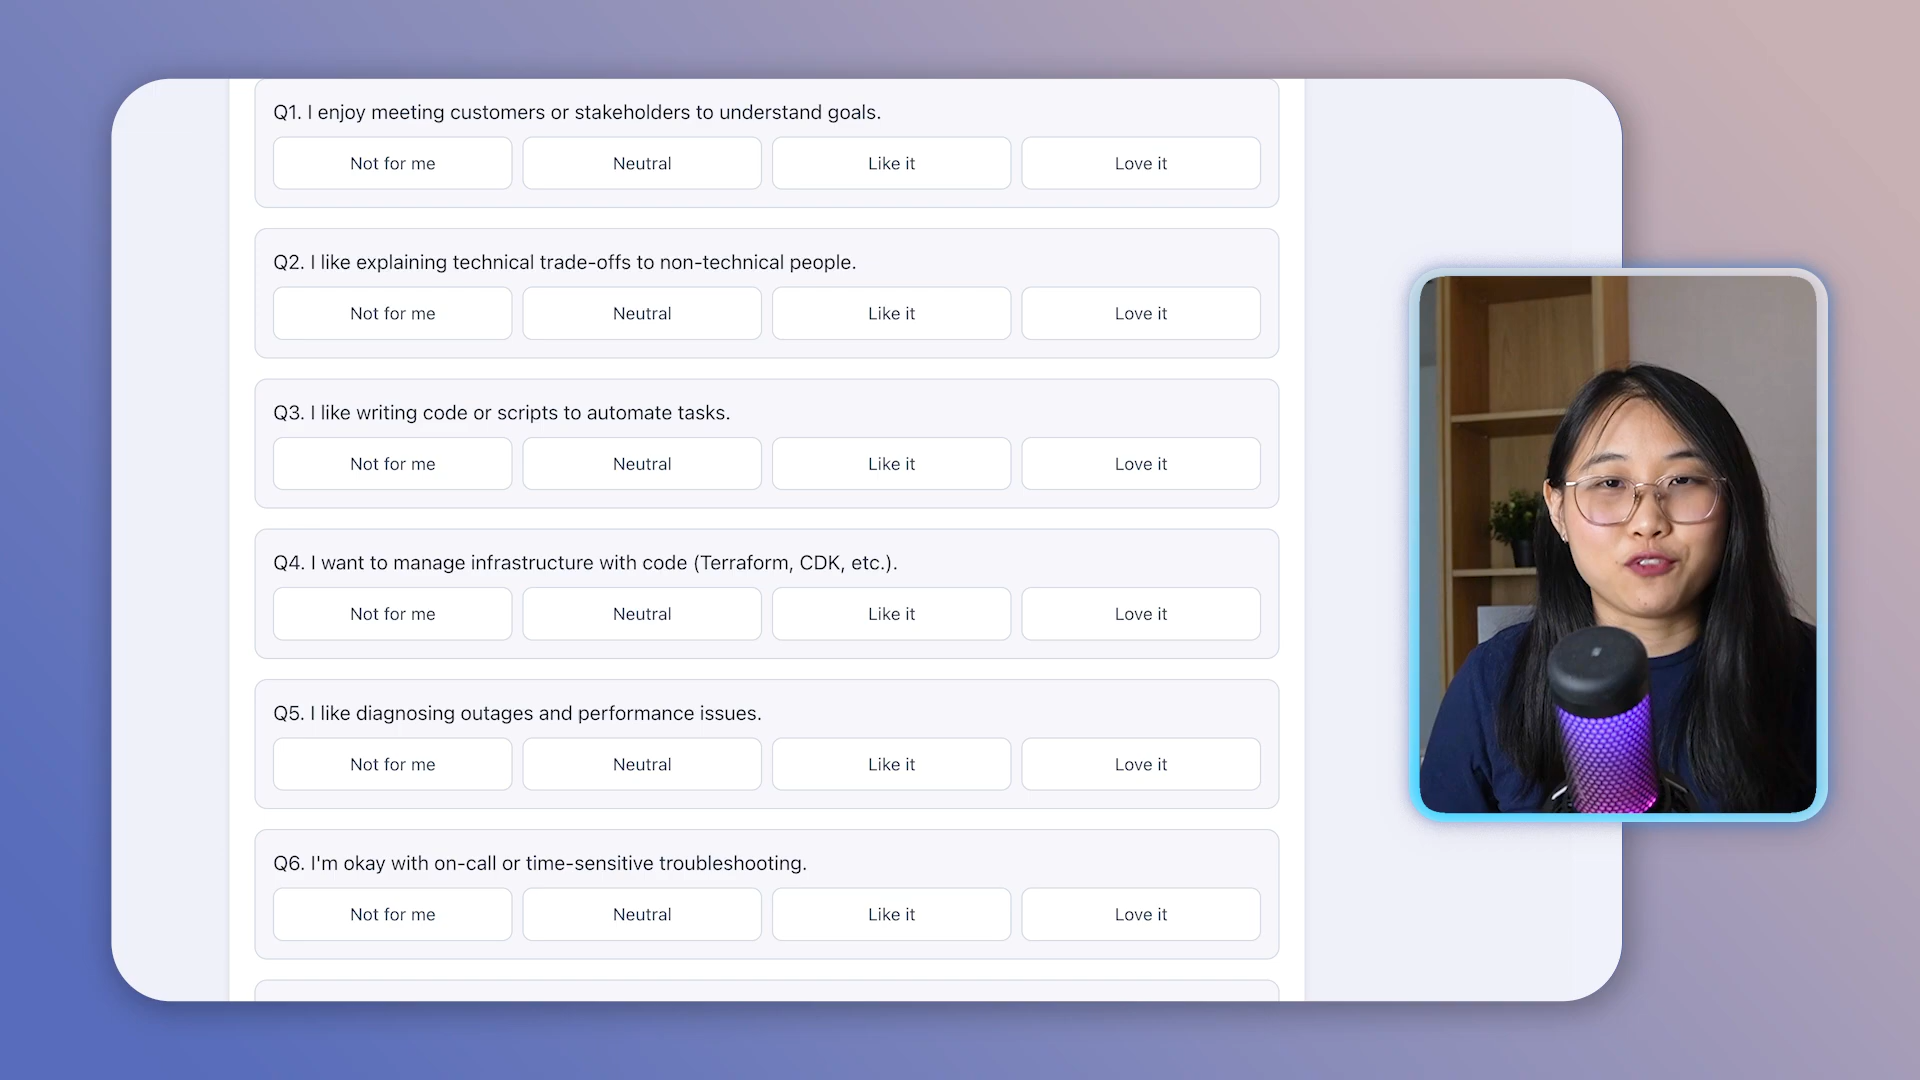 Q1. I enjoy meeting customers or stakeholders to understand goals.
Not for me Neutral Like it Love it
Q2. I like explaining technical trade-offs to non-technical people.
Not for me Neutral Like it Love it
Q3. I like writing code or scripts to automate tasks.
Not for me Neutral Like it Love it
Q4. I want to manage infrastructure with code (Terraform, CDK, etc.).
Not for me Neutral Like it Love it
Q5. I like diagnosing outages and performance issues.
Not for me Neutral Like it Love it
Q6. I'm okay with on-call or time-sensitive troubleshooting.
Not for me Neutral Like it Love it